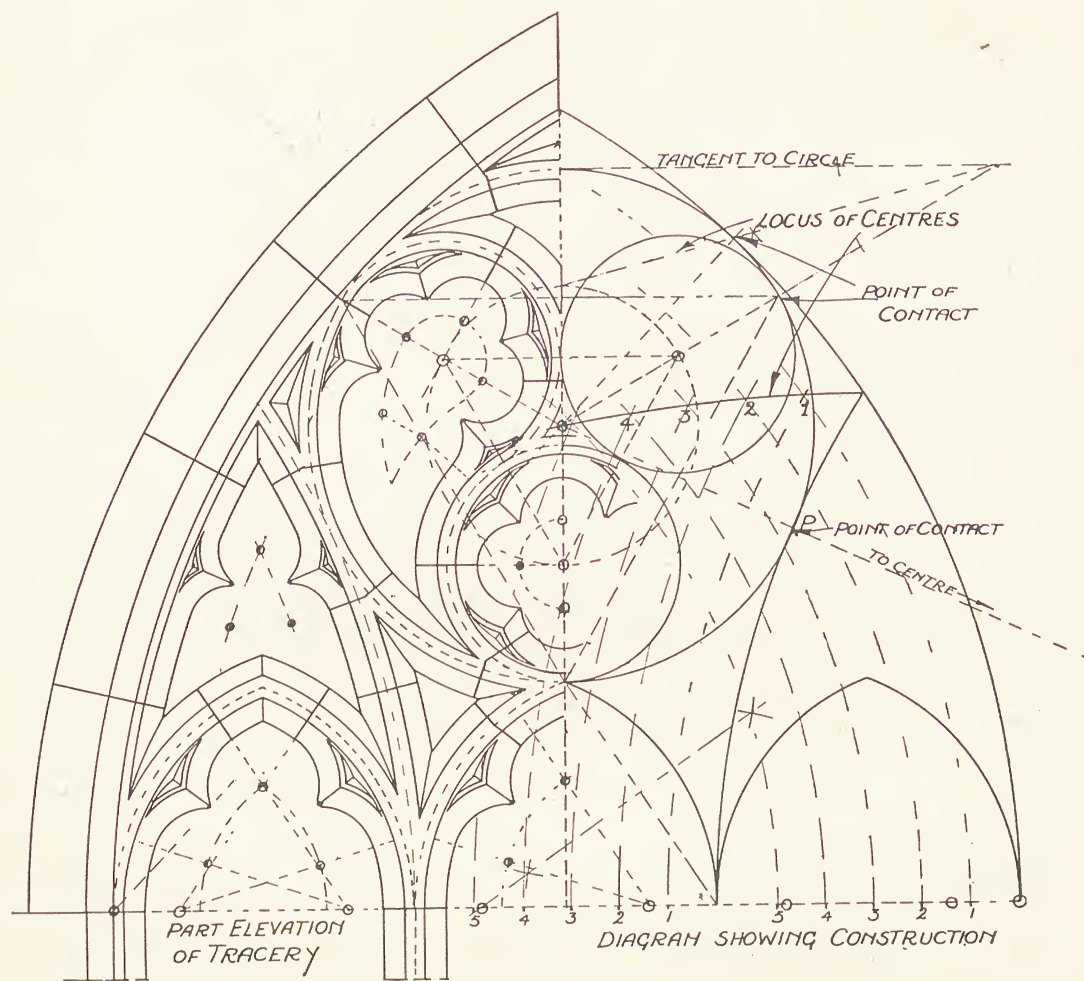 TANGENT TO CIRCLE
LOCUS OF CENTRES
POINT OF
CONTACT
4 3 2 1
P POINT OF CONTACT
TO CENTRE
5 4 3 2 1 5 4 3 2 1
PART ELEVATION
OF TRACERY
DIAGRAM SHOWING CONSTRUCTION